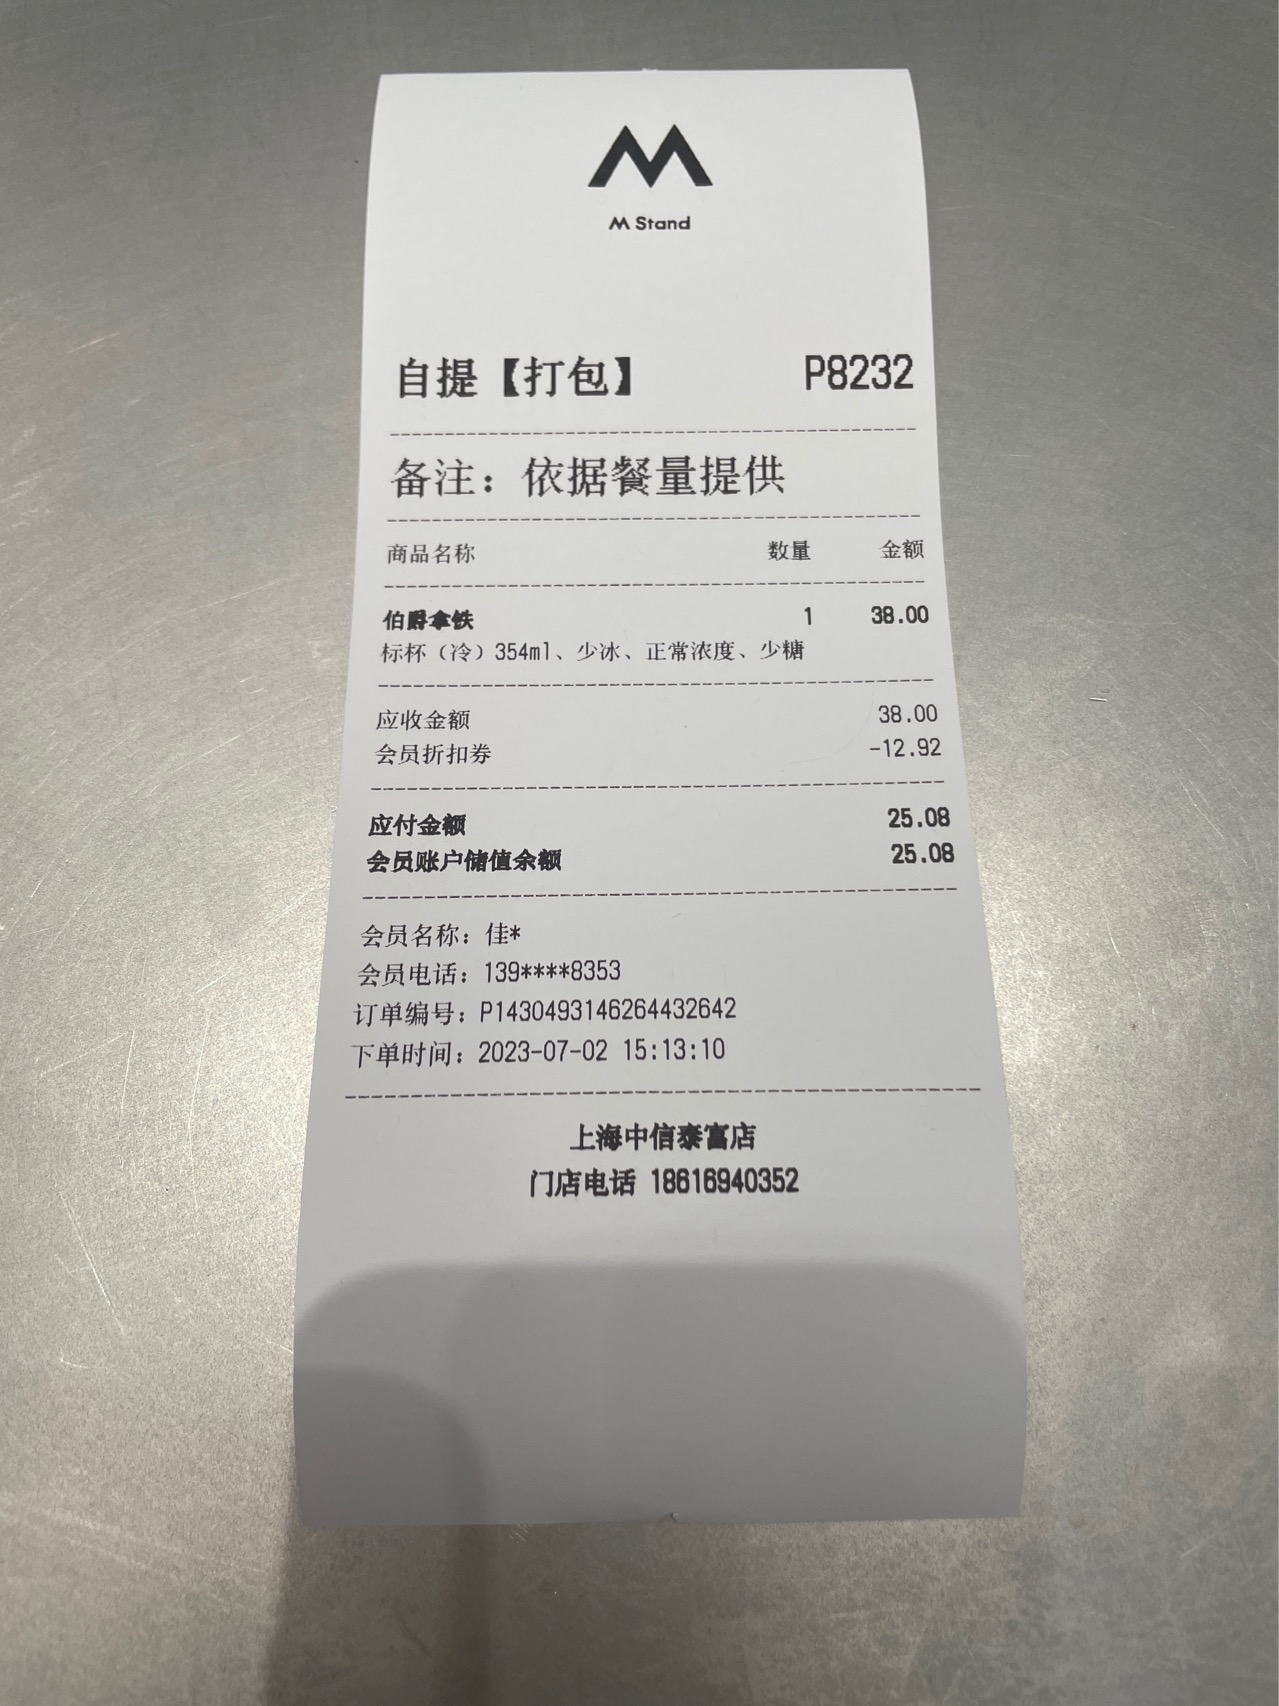 M Stand
自提【打包】 P8232
备注：依据餐量提供
商品名称 数量 金额
伯爵拿铁 1 38.00
标杯（冷）354ml、少冰、正常浓度、少糖
应收金额 38.00
会员折扣券 -12.92
应付金额 25.08
会员账户储值余额 25.08
会员名称：佳*
会员电话：139****8353
订单编号：P1430493146264432642
下单时间：2023-07-02 15:13:10
上海中信泰富店
门店电话 18616940352